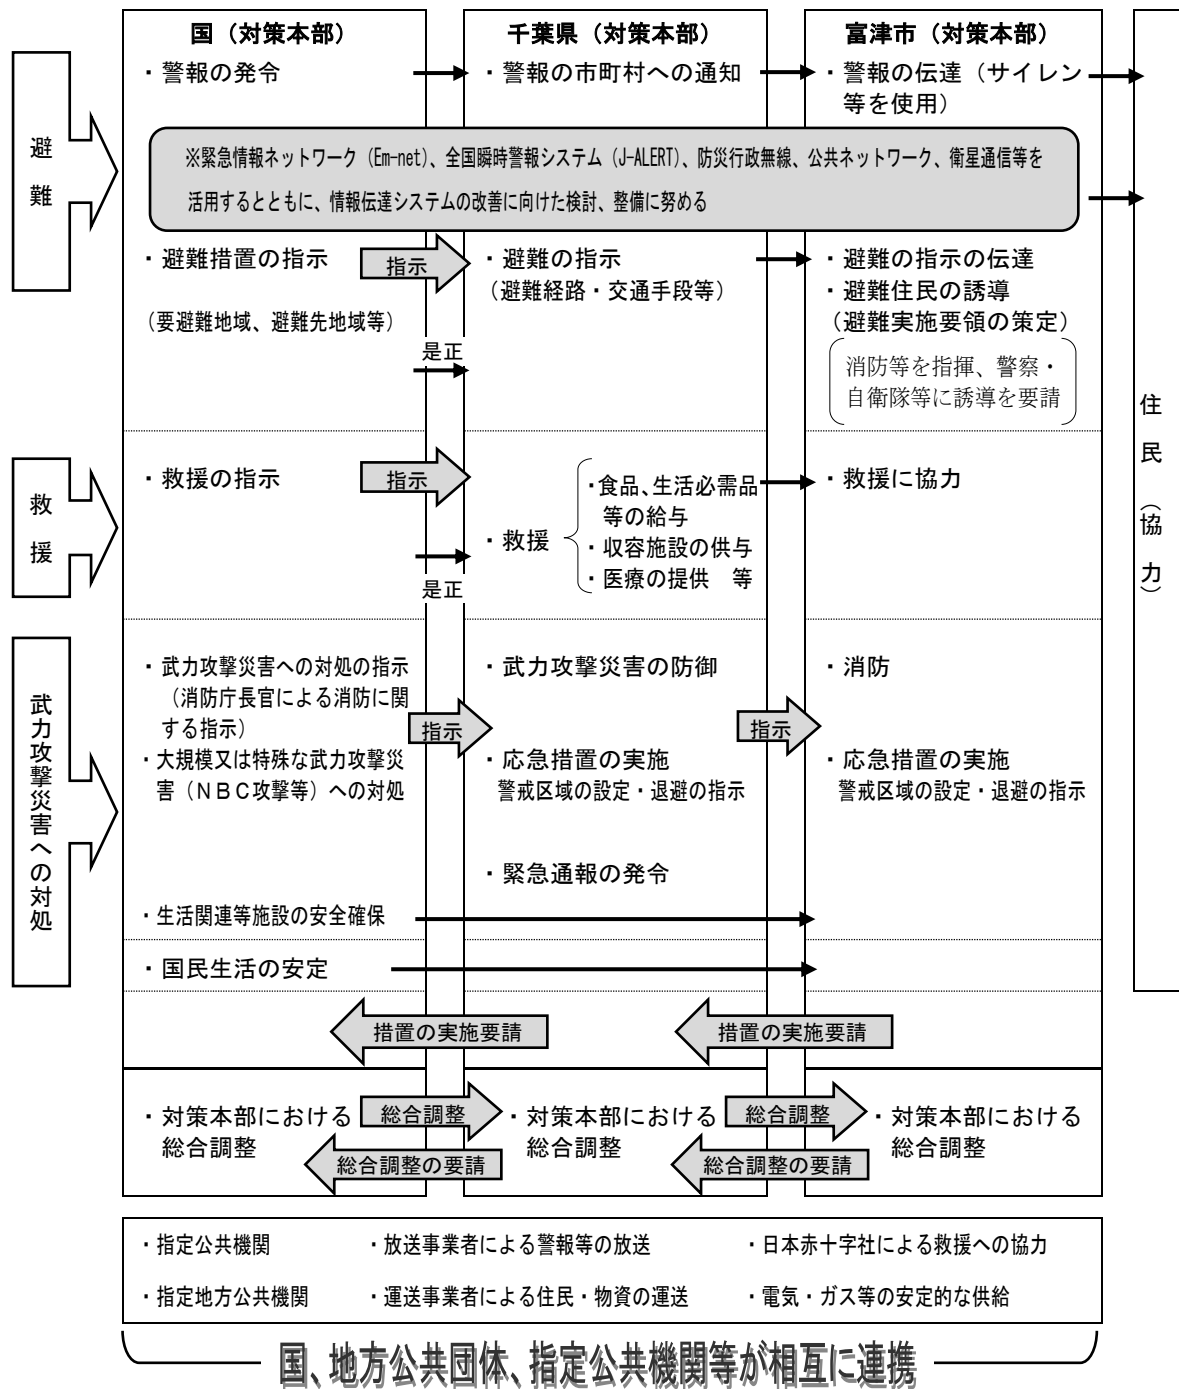 国（対策本部）
千葉県（対策本部）
富津市（対策本部）
避難
・警報の発令
・警報の市町村への通知
・警報の伝達（サイレン
等を使用）
※緊急情報ネットワーク（Em-net）、全国瞬時警報システム（J-ALERT）、防災行政無線、公共ネットワーク、衛星通信等を
活用するとともに、情報伝達システムの改善に向けた検討、整備に努める
・避難措置の指示
（要避難地域、避難先地域等）
指示
是正
・避難の指示
（避難経路・交通手段等）
・避難の指示の伝達
・避難住民の誘導
（避難実施要領の策定）
消防等を指揮、警察・
自衛隊等に誘導を要請
住民（協力）
救援
・救援の指示
指示
是正
・救援
・食品、生活必需品
等の給与
・収容施設の供与
・医療の提供　等
・救援に協力
武力攻撃災害への対処
・武力攻撃災害への対処の指示
（消防庁長官による消防に関
する指示）
・大規模又は特殊な武力攻撃災
害（ＮＢＣ攻撃等）への対処
指示
・武力攻撃災害の防御
・応急措置の実施
警戒区域の設定・退避の指示
・緊急通報の発令
指示
・消防
・応急措置の実施
警戒区域の設定・退避の指示
・生活関連等施設の安全確保
・国民生活の安定
措置の実施要請
措置の実施要請
・対策本部における
総合調整
総合調整
総合調整の要請
・対策本部における
総合調整
総合調整
総合調整の要請
・対策本部における
総合調整
・指定公共機関
・放送事業者による警報等の放送
・日本赤十字社による救援への協力
・指定地方公共機関
・運送事業者による住民・物資の運送
・電気・ガス等の安定的な供給
国、地方公共団体、指定公共機関等が相互に連携